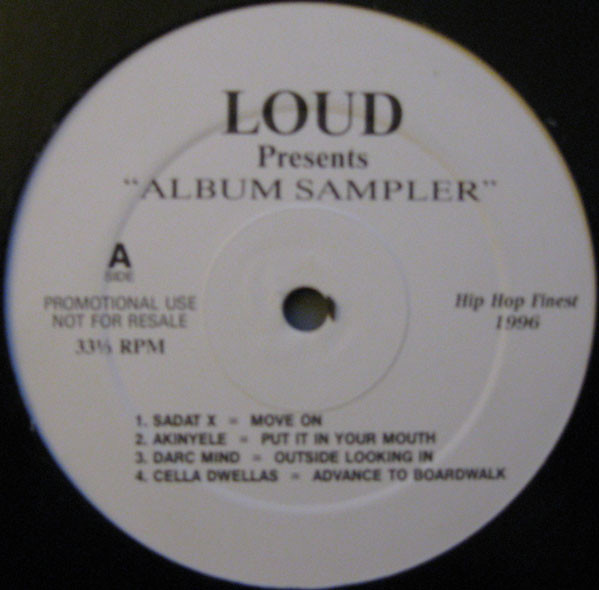 LOUD
Presents
“ALBUM SAMPLER”
A
SIDE
PROMOTIONAL USE
NOT FOR RESALE
33⅓ RPM
Hip Hop Finest
1996
1. SADAT X = MOVE ON
2. AKINYELE = PUT IT IN YOUR MOUTH
3. DARC MIND = OUTSIDE LOOKING IN
4. CELLA DWELLAS = ADVANCE TO BOARDWALK